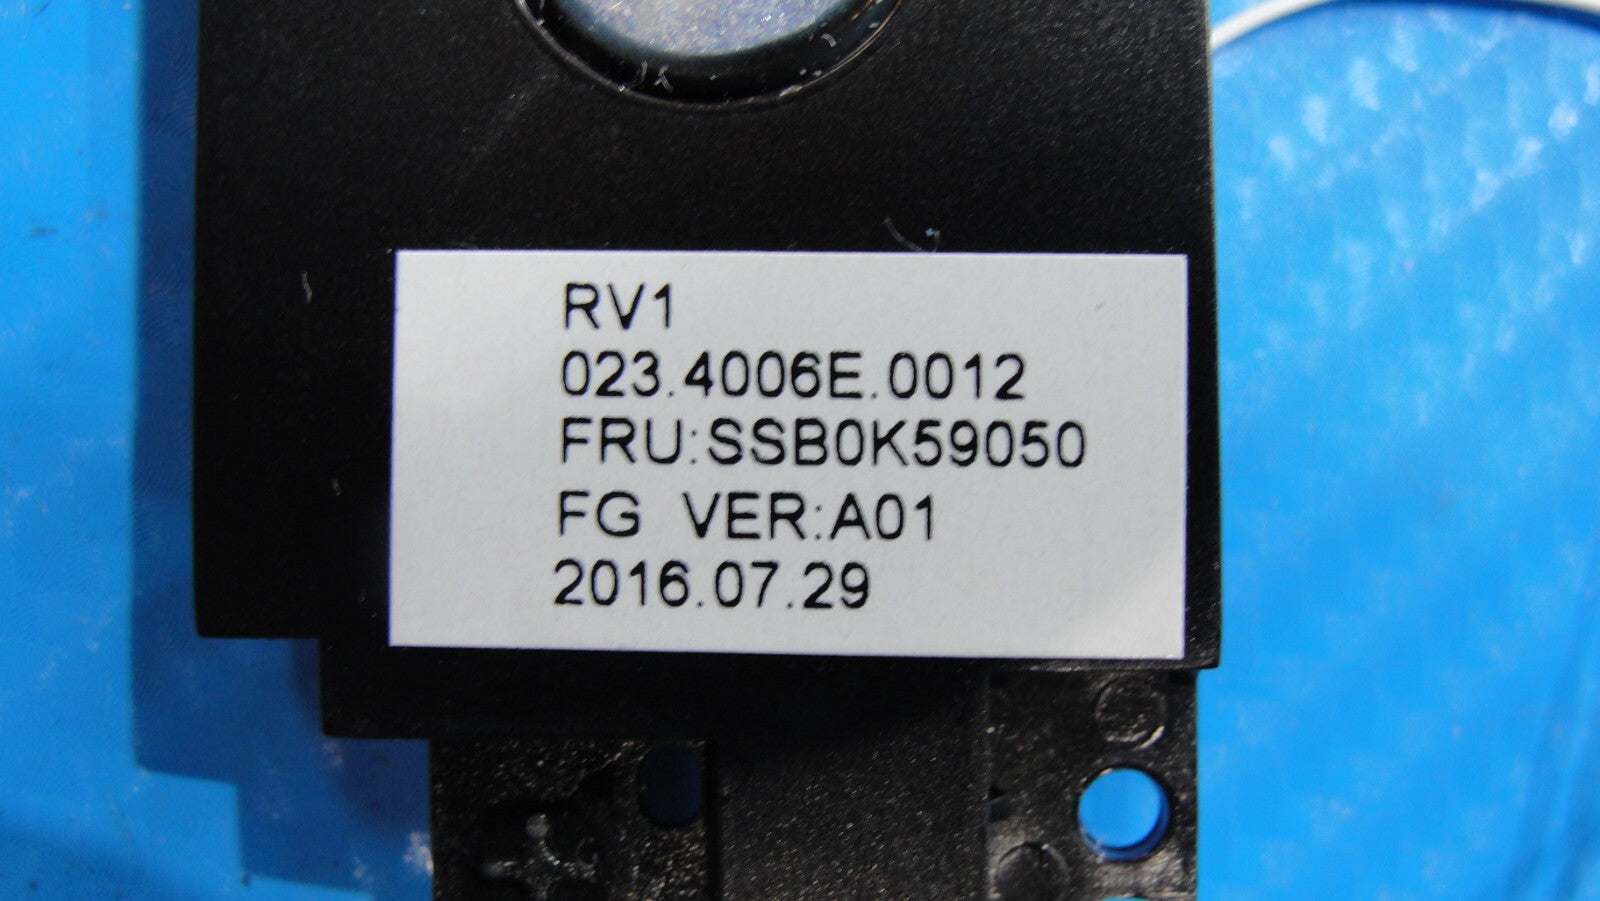 RV1
023.4006E.0012
FRU:SSB0K59050
FG VER:A01
2016.07.29